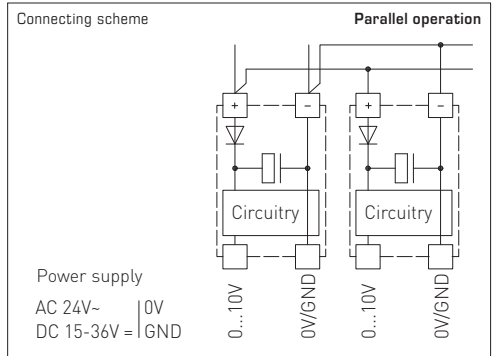 Connecting scheme
Parallel operation
+ − + −
Circuitry Circuitry
Power supply
AC 24V~ 0V
DC 15-36V = GND
0...10V
0V/GND
0...10V
0V/GND